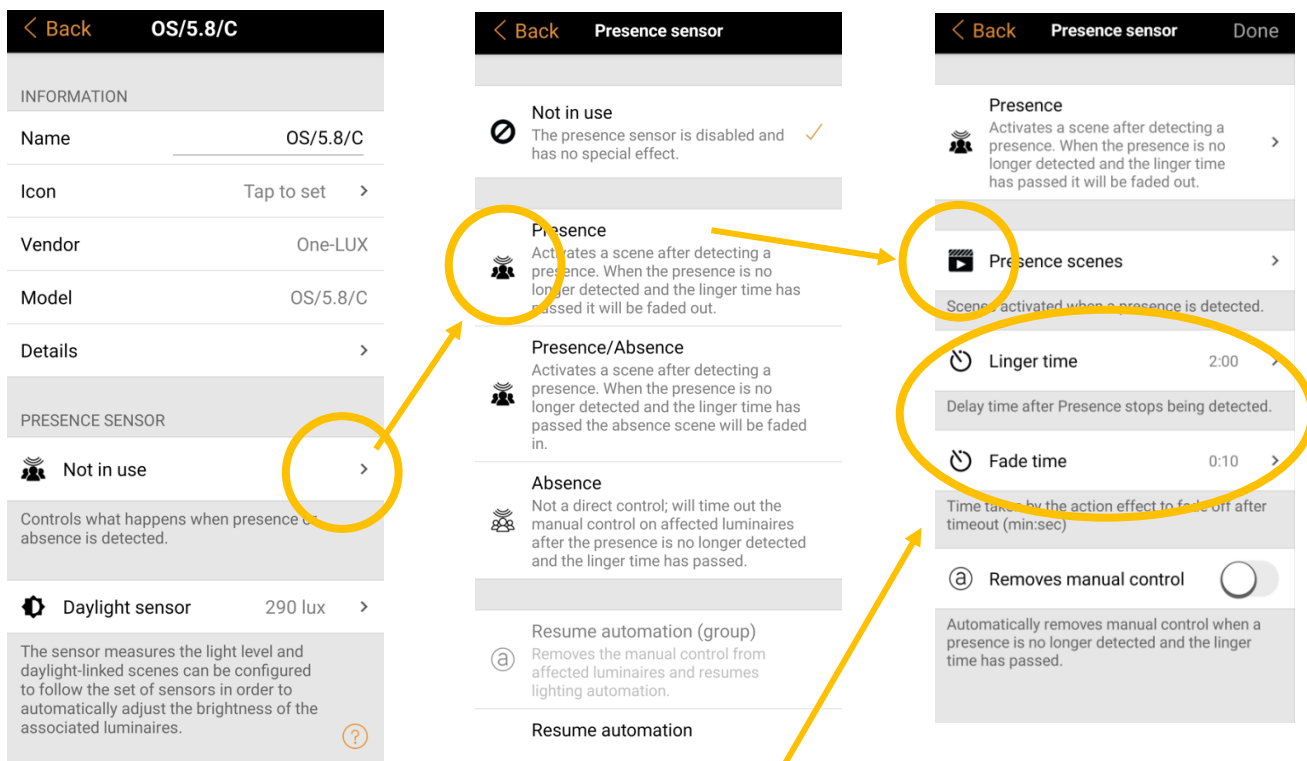 Back OS/5.8/C
INFORMATION
Name OS/5.8/C
Icon Tap to set
Vendor One-LUX
Model OS/5.8/C
Details
PRESENCE SENSOR
Not in use
Controls what happens when presence or
absence is detected.
Daylight sensor 290 lux
The sensor measures the light level and
daylight-linked scenes can be configured
to follow the set of sensors in order to
automatically adjust the brightness of the
associated luminaires.
?
Back Presence sensor
Not in use
The presence sensor is disabled and
has no special effect.
Presence
Activates a scene after detecting a
presence. When the presence is no
longer detected and the linger time has
passed it will be faded out.
Presence/Absence
Activates a scene after detecting a
presence. When the presence is no
longer detected and the linger time has
passed the absence scene will be faded
in.
Absence
Not a direct control; will time out the
manual control on affected luminaires
after the presence is no longer detected
and the linger time has passed.
Resume automation (group)
a
Removes the manual control from
affected luminaires and resumes
lighting automation.
Resume automation
Back Presence sensor Done
Presence
Activates a scene after detecting a
presence. When the presence is no
longer detected and the linger time
has passed it will be faded out.
Presence scenes
Scenes activated when a presence is detected.
Linger time 2:00
Delay time after Presence stops being detected.
Fade time 0:10
Time taken by the action effect to fade off after
timeout (min:sec)
a Removes manual control
Automatically removes manual control when a
presence is no longer detected and the linger
time has passed.